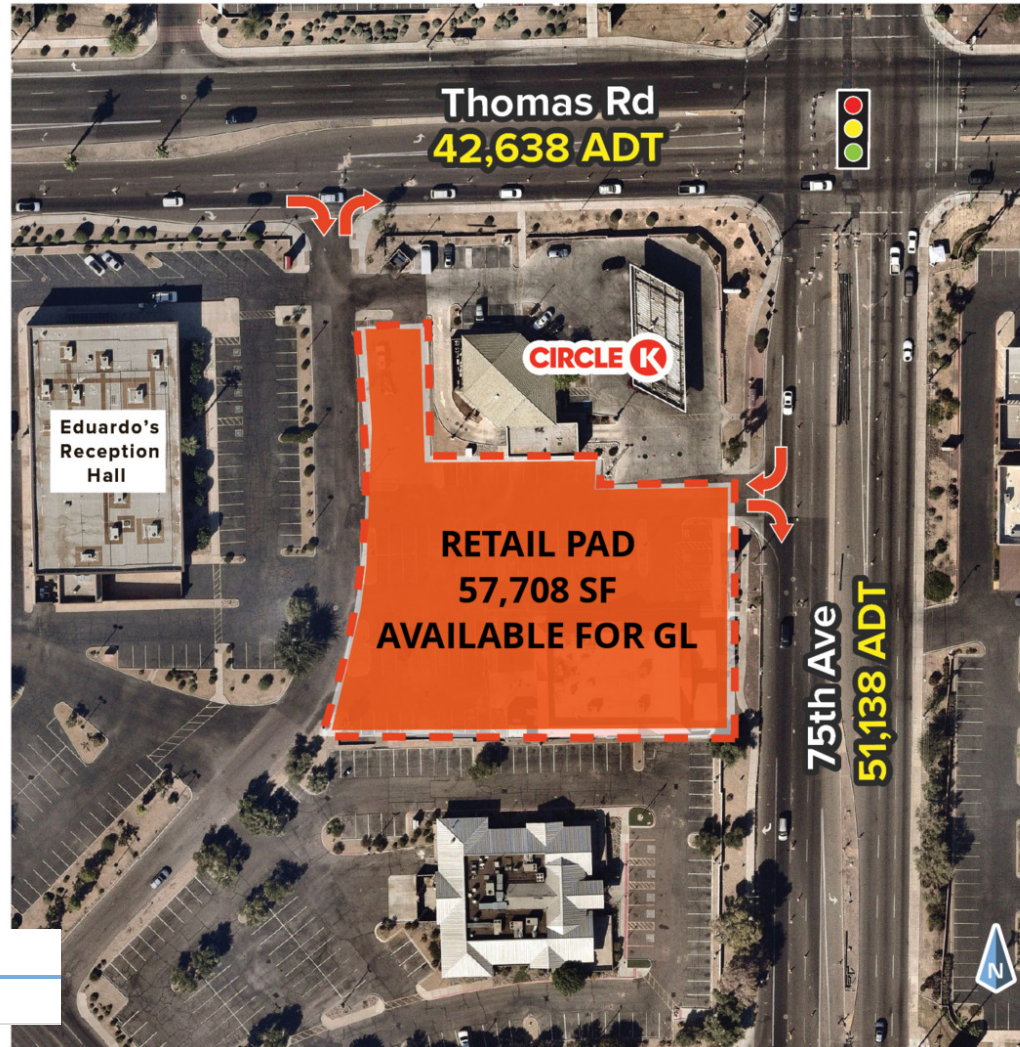 Thomas Rd
42,638 ADT
CIRCLE K
Eduardo's
Reception
Hall
RETAIL PAD
57,708 SF
AVAILABLE FOR GL
75th Ave
51,138 ADT
N